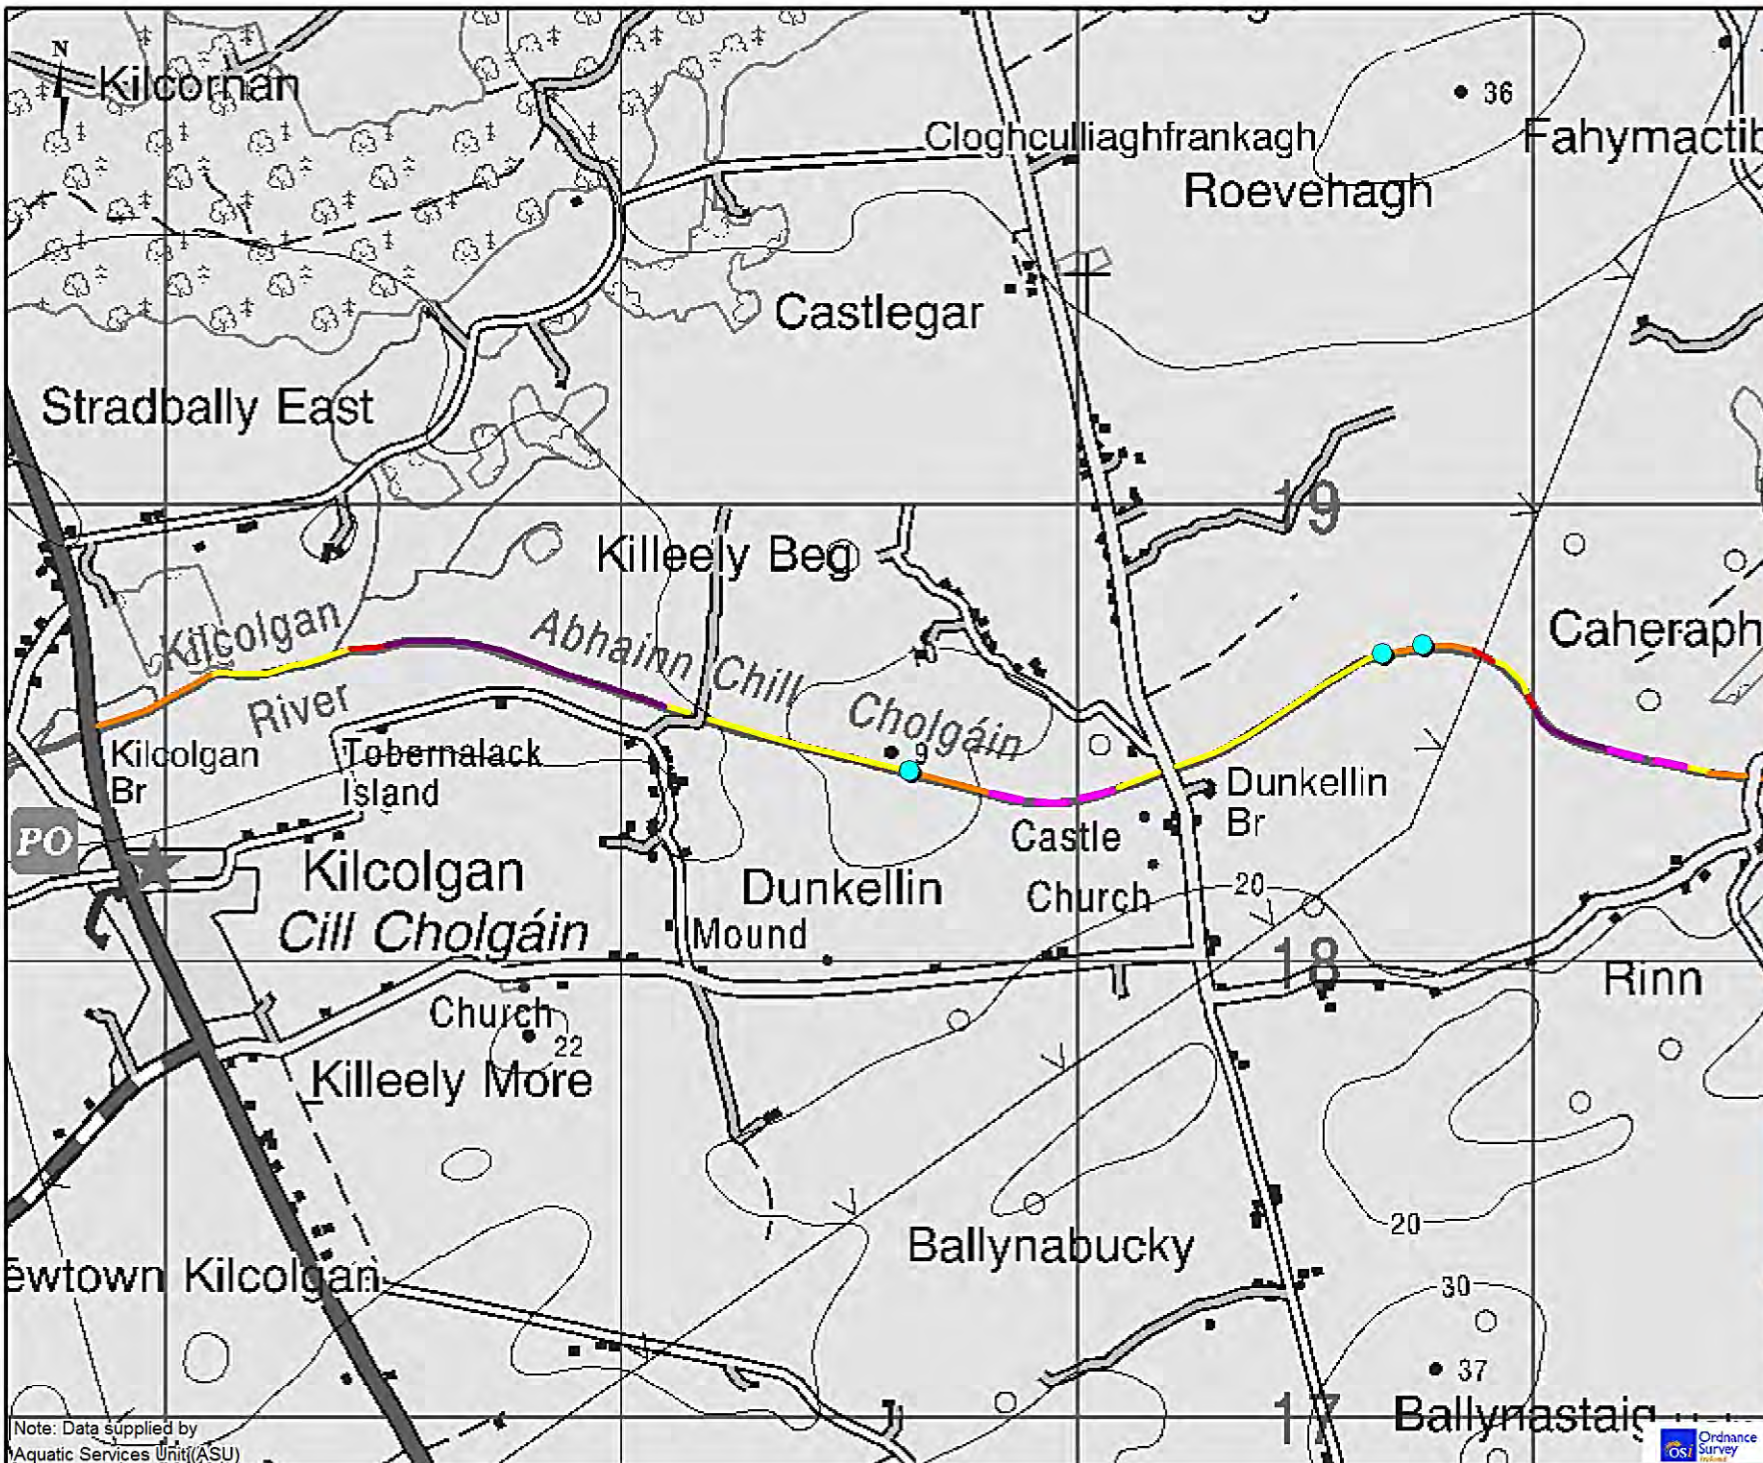 N
Kilcornan
36
Cloghculliaghfrankagh
Roevehagh
Castlegar
Stradbally East
19
Killeely Beg
Kilcolgan
River
Abhainn Chill
Cholgáin
9
Kilcolgan
Br
Tobernalack
Island
Dunkellin
Br
Castle
PO
Kilcolgan
Cill Cholgáin
Dunkellin
Church
20
Mound
18
Rinn
Church
22
Killeely More
20
Ballynabucky
ewtown Kilcolgan
30
37
17
Ballynastaig
Note: Data supplied by
Aquatic Services Unit (ASU)
osi
Ordnance
Survey
Ireland
Fahymactib
Caheraph